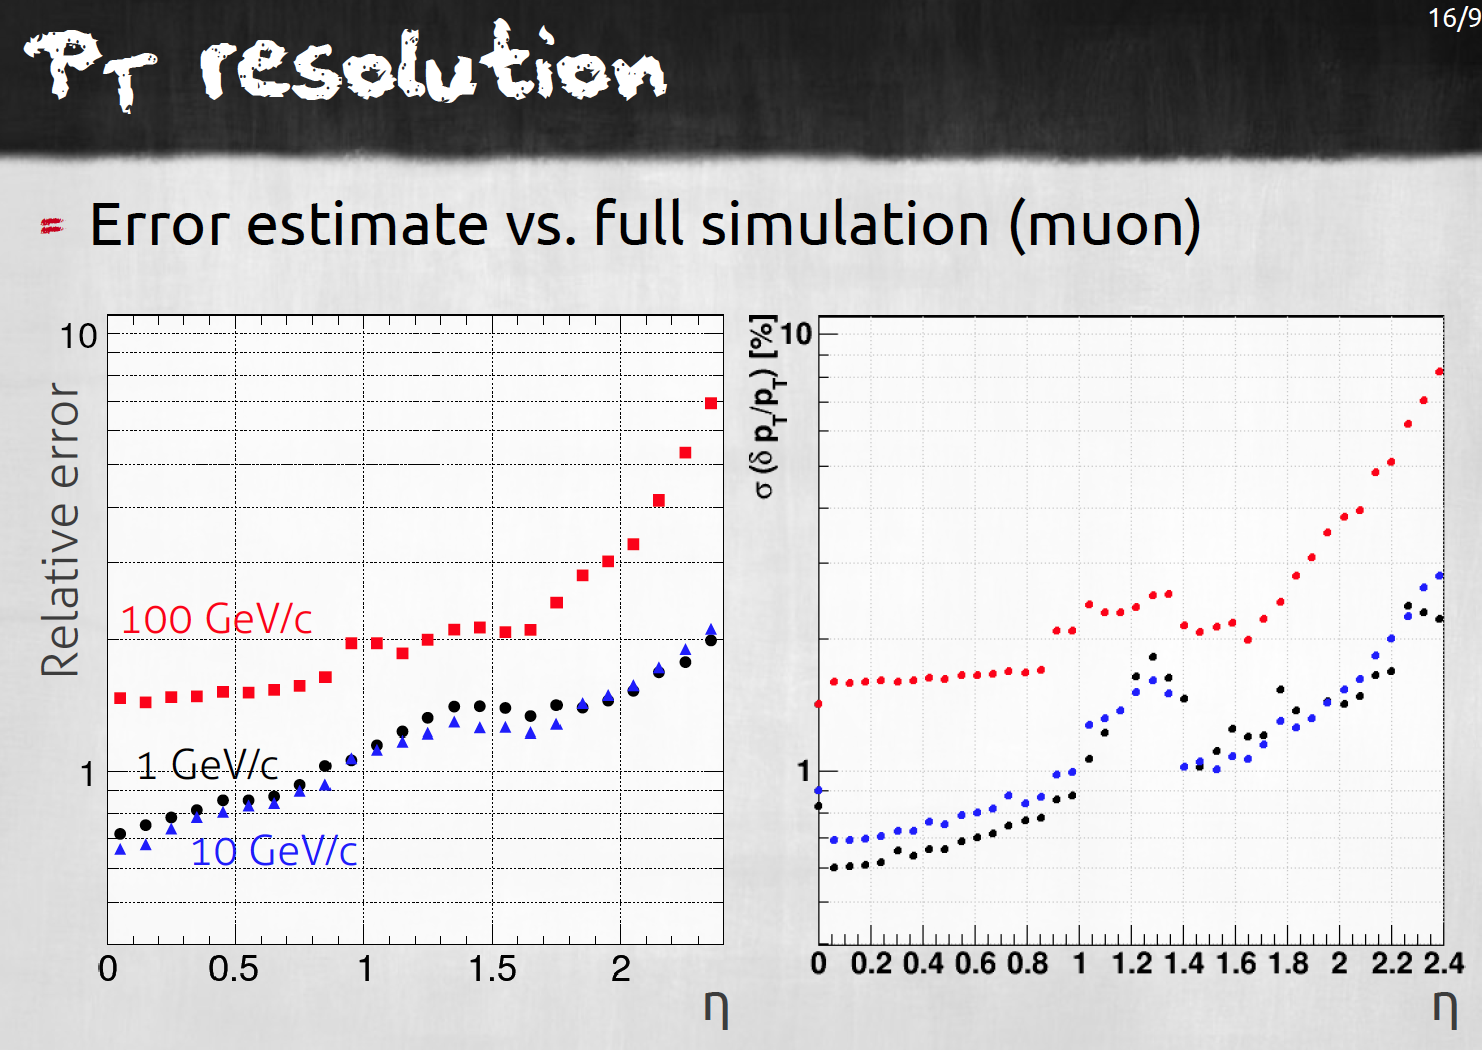 16/9
PT resolution
= Error estimate vs. full simulation (muon)
10
1
Relative error
100 GeV/c
1 GeV/c
10 GeV/c
0 0.5 1 1.5 2
η
σ (δ pT/pT) [%]
10
1
0 0.2 0.4 0.6 0.8 1 1.2 1.4 1.6 1.8 2 2.2 2.4
η